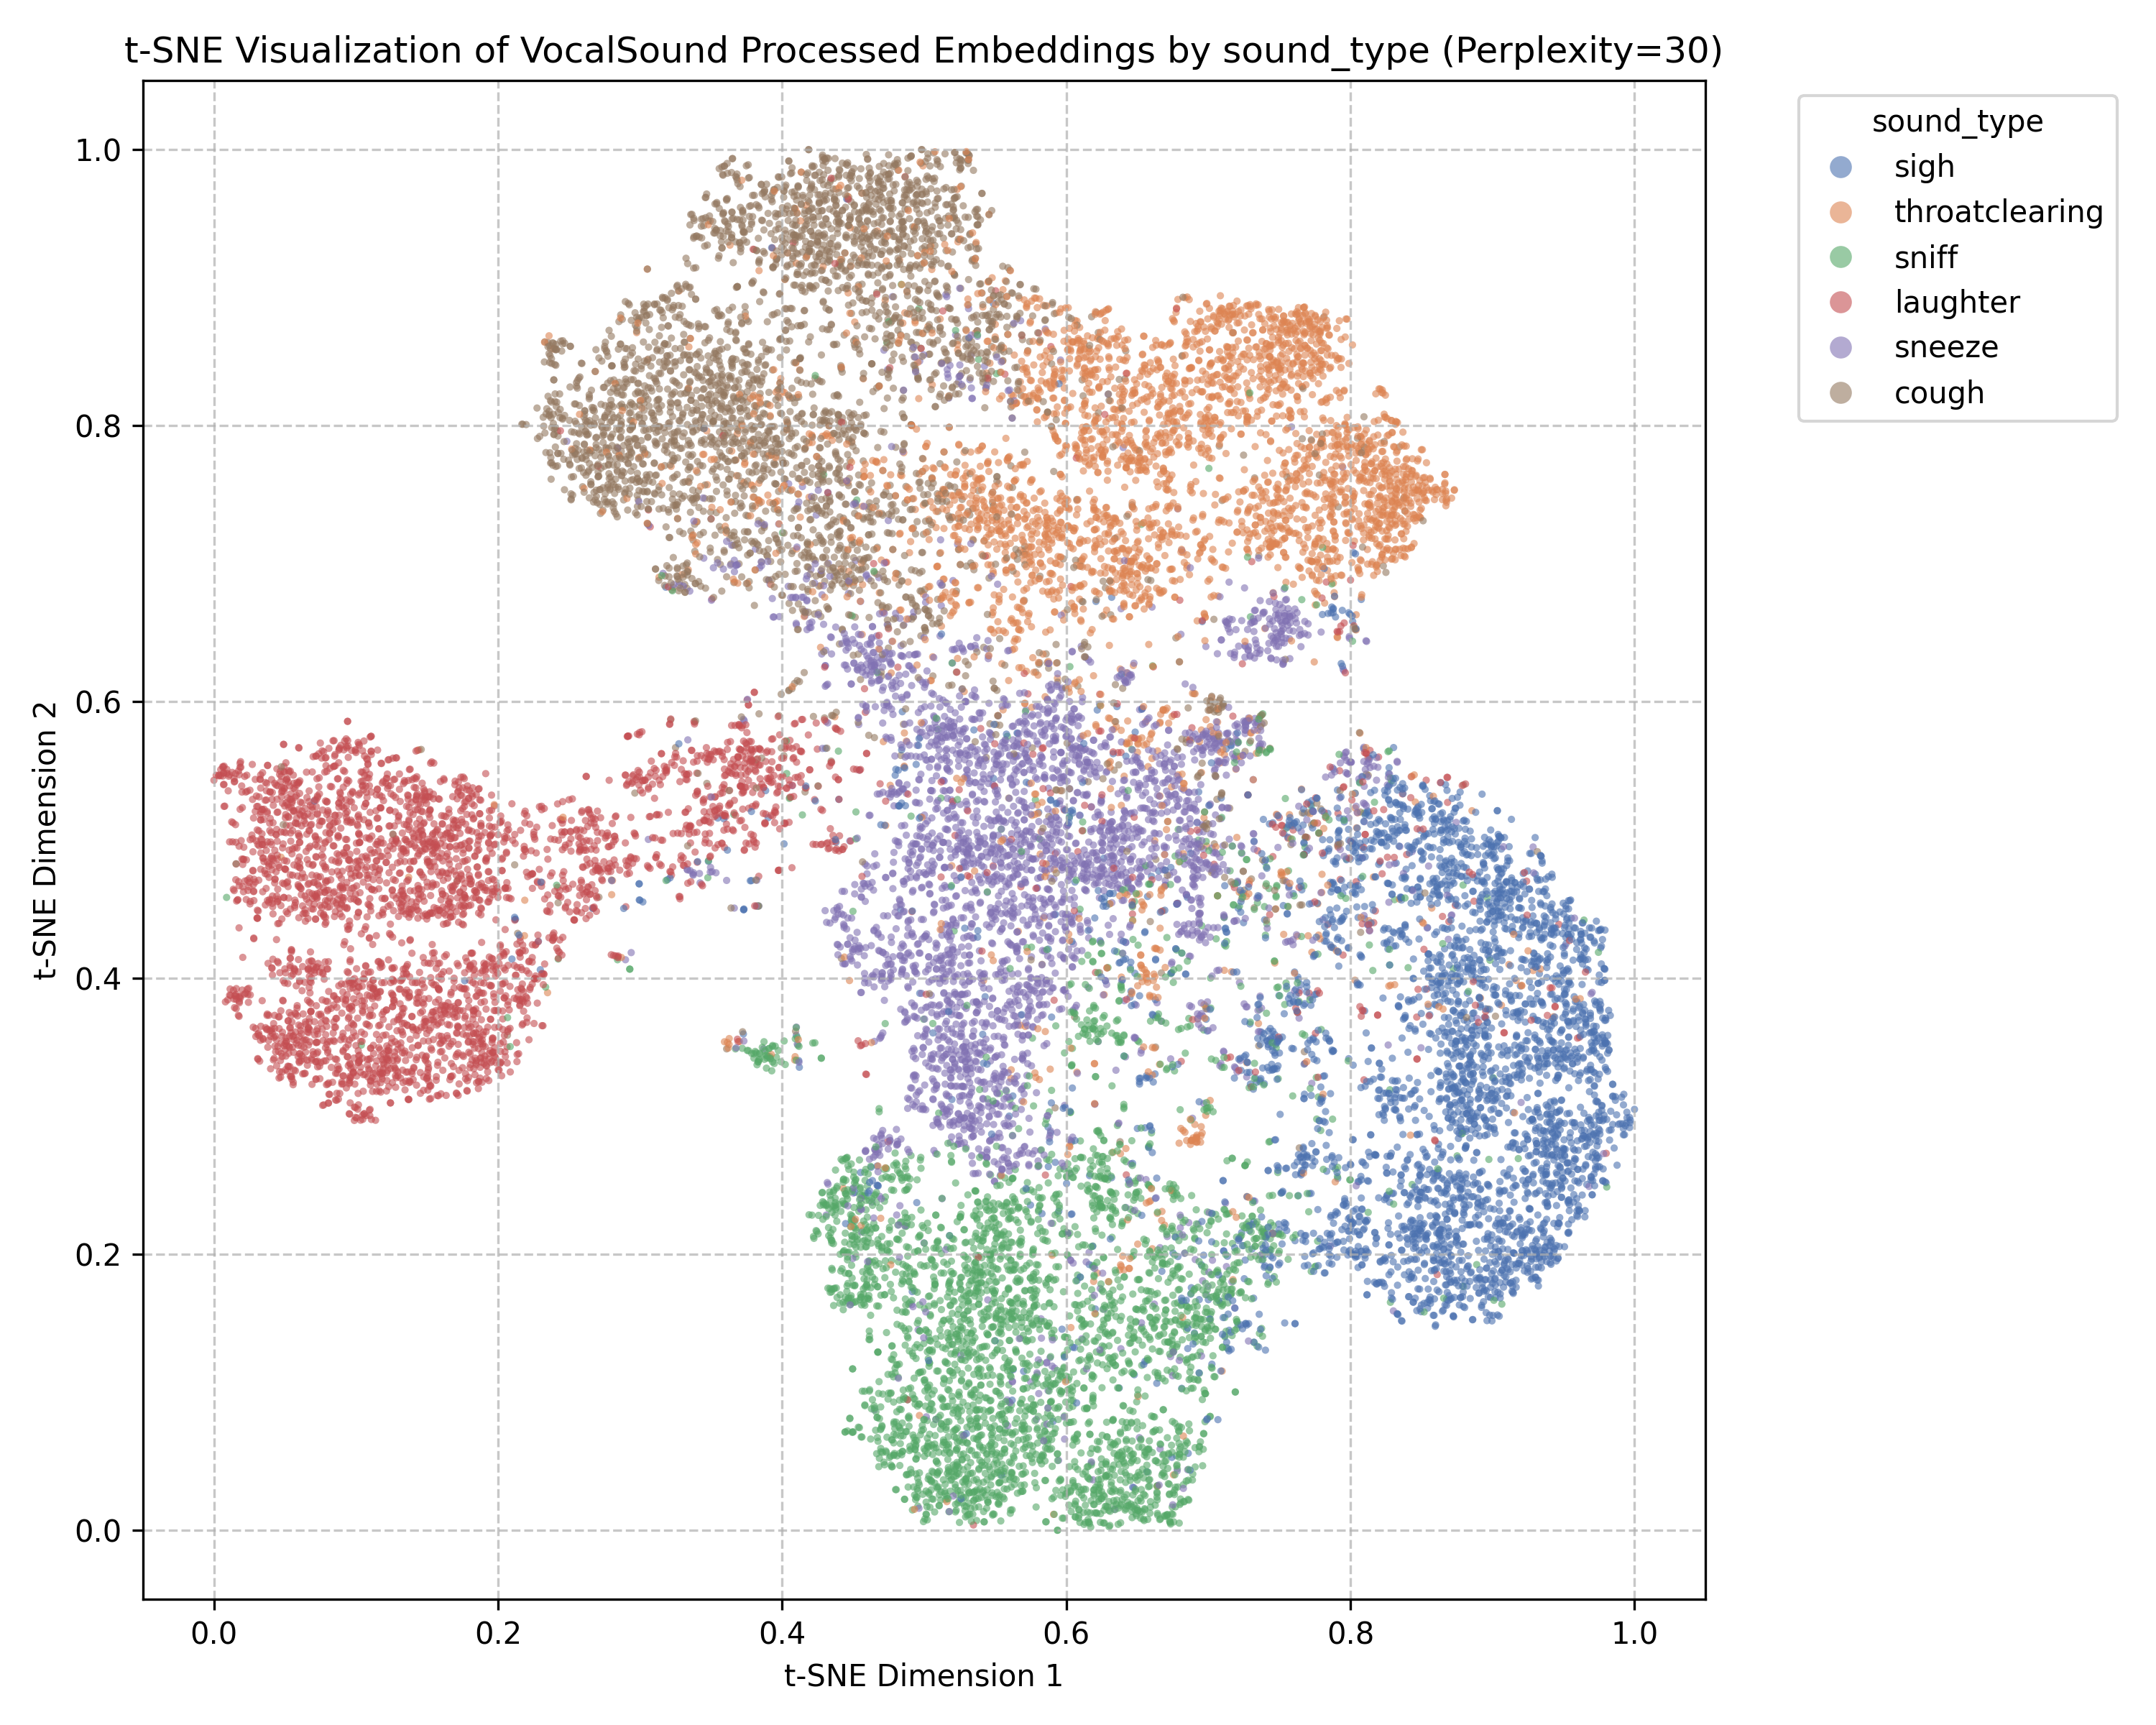 t-SNE Visualization of VocalSound Processed Embeddings by sound_type (Perplexity=30)
sound_type
sigh
throatclearing
sniff
laughter
sneeze
cough
t-SNE Dimension 2
1.0
0.8
0.6
0.4
0.2
0.0
0.0 0.2 0.4 0.6 0.8 1.0
t-SNE Dimension 1